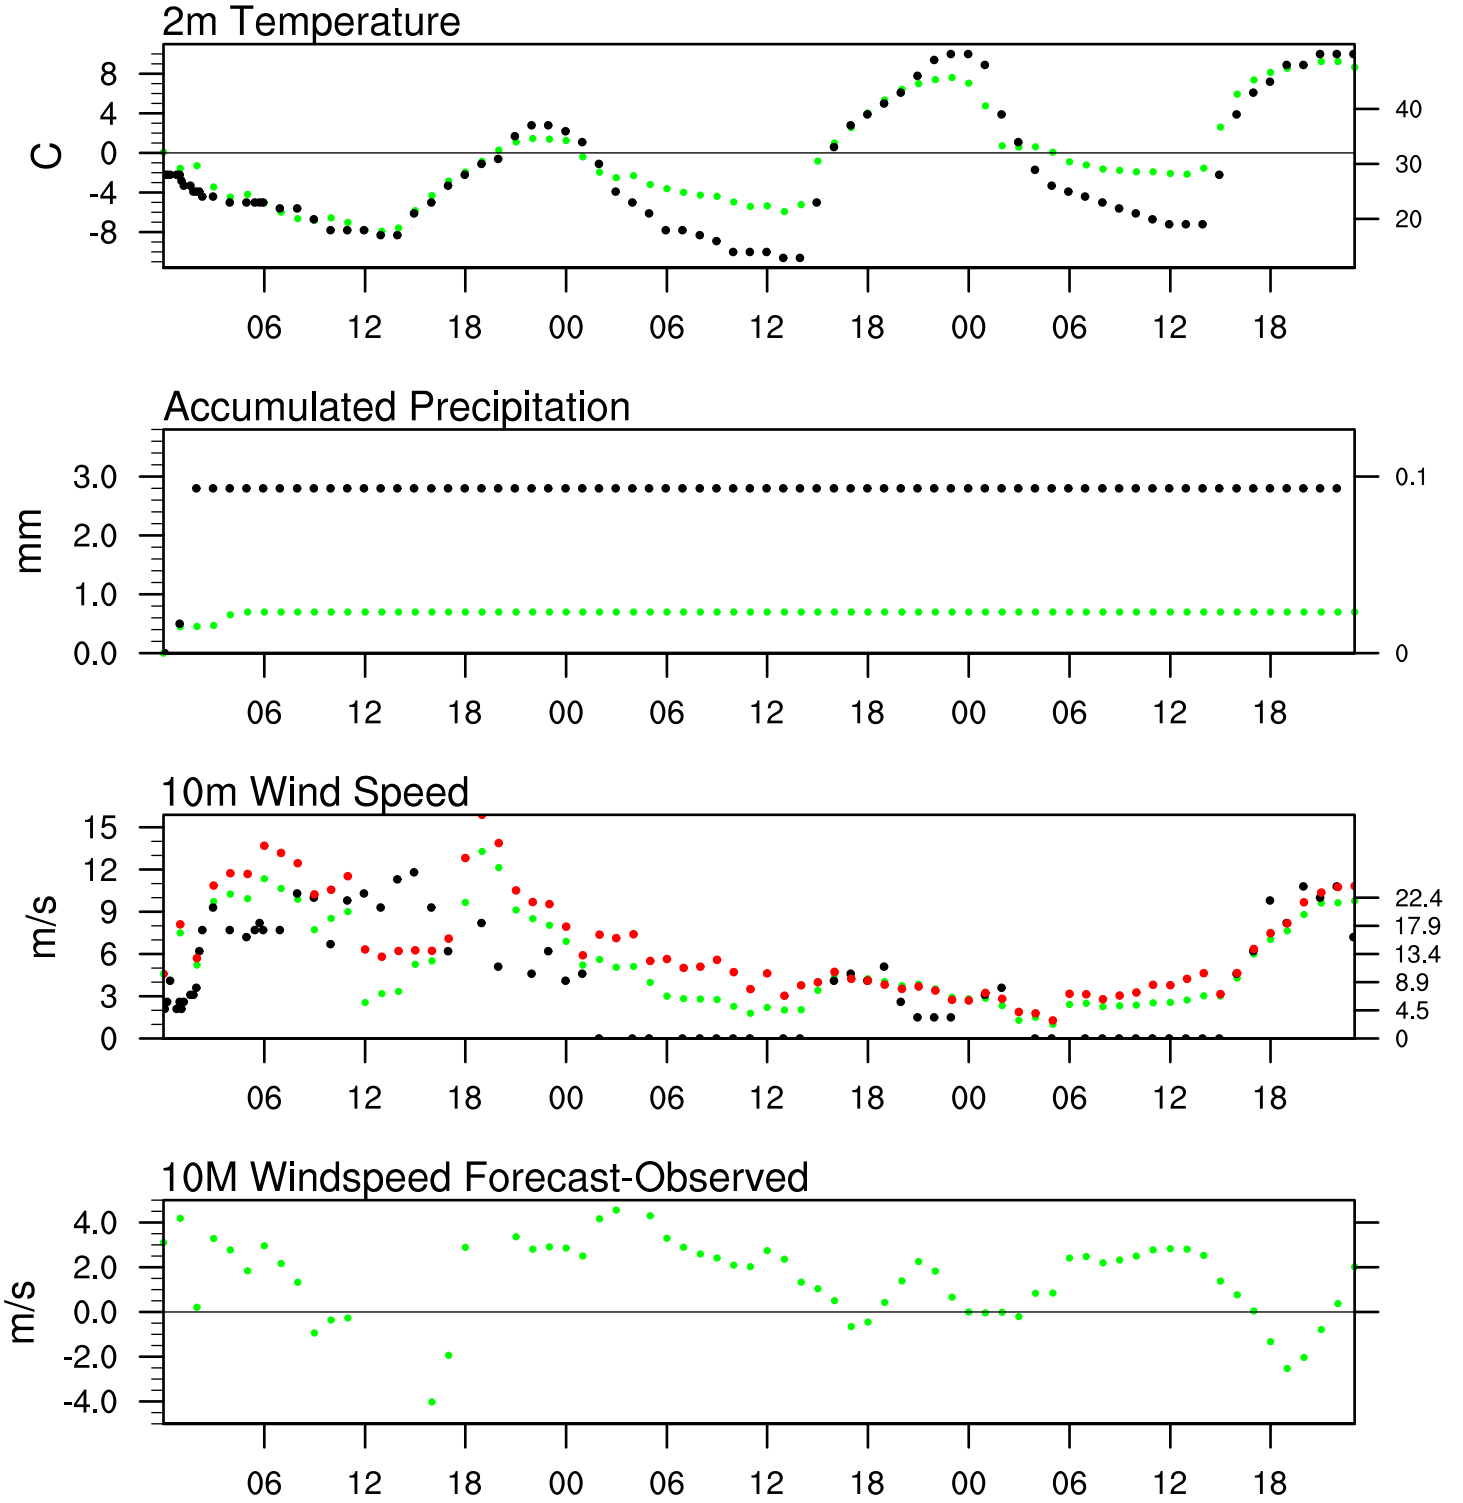 2m Temperature
8
4
0
-4
-8
C
40
30
20
06 12 18 00 06 12 18 00 06 12 18
Accumulated Precipitation
3.0
2.0
1.0
0.0
mm
0.1
0
06 12 18 00 06 12 18 00 06 12 18
10m Wind Speed
15
12
9
6
3
0
m/s
22.4
17.9
13.4
8.9
4.5
0
06 12 18 00 06 12 18 00 06 12 18
10M Windspeed Forecast-Observed
4.0
2.0
0.0
-2.0
-4.0
m/s
06 12 18 00 06 12 18 00 06 12 18